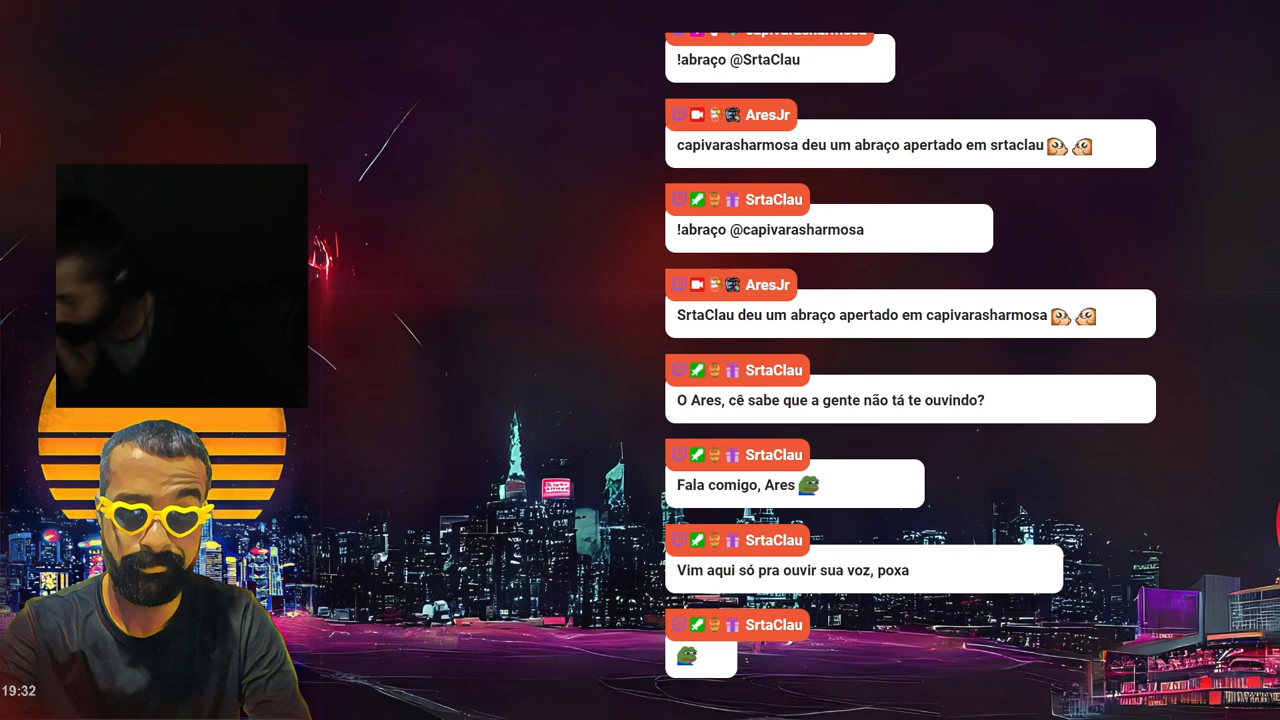 capivarasharmosa
!abraço @SrtaClau
AresJr
capivarasharmosa deu um abraço apertado em srtaclau
SrtaClau
!abraço @capivarasharmosa
AresJr
SrtaClau deu um abraço apertado em capivarasharmosa
SrtaClau
O Ares, cê sabe que a gente não tá te ouvindo?
SrtaClau
Fala comigo, Ares
SrtaClau
Vim aqui só pra ouvir sua voz, poxa
SrtaClau
19:32